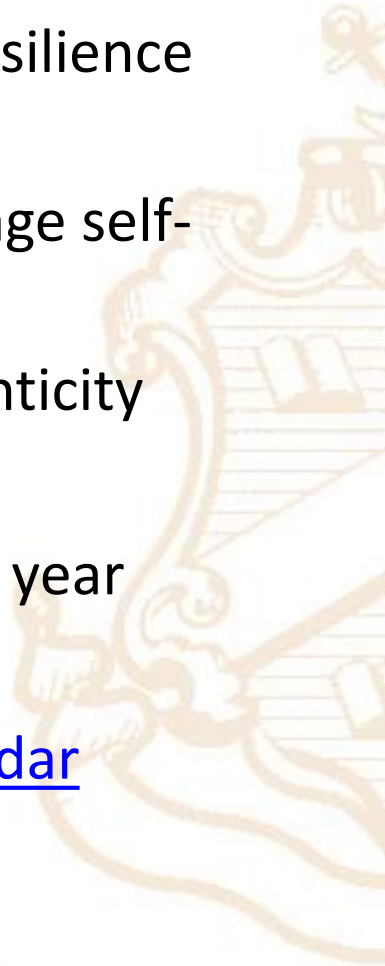 silience
ge self-
nticity
year
dar